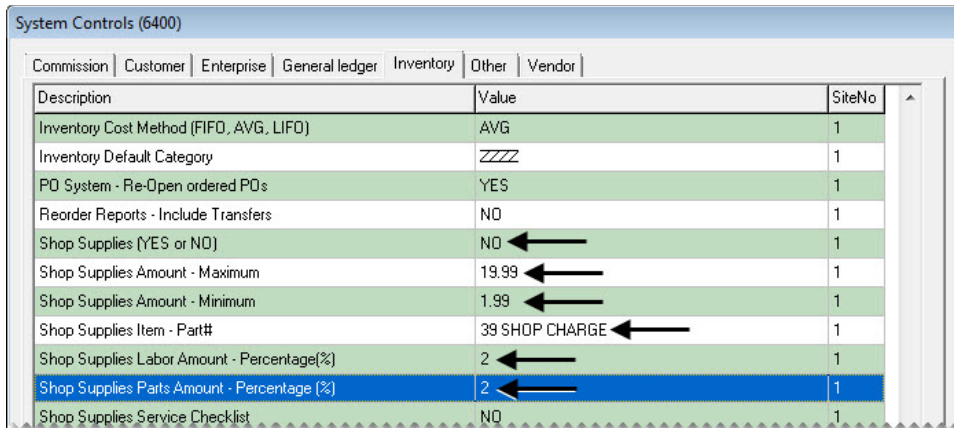 System Controls (6400)
Commission Customer Enterprise General ledger Inventory Other Vendor
Description Value SiteNo
Inventory Cost Method (FIFO, AVG, LIFO) AVG 1
Inventory Default Category ZZZZ 1
PO System - Re-Open ordered POs YES 1
Reorder Reports - Include Transfers NO 1
Shop Supplies (YES or NO) NO 1
Shop Supplies Amount - Maximum 19.99 1
Shop Supplies Amount - Minimum 1.99 1
Shop Supplies Item - Part# 39 SHOP CHARGE 1
Shop Supplies Labor Amount - Percentage(%) 2 1
Shop Supplies Parts Amount - Percentage (%) 2 1
Shop Supplies Service Checklist NO 1